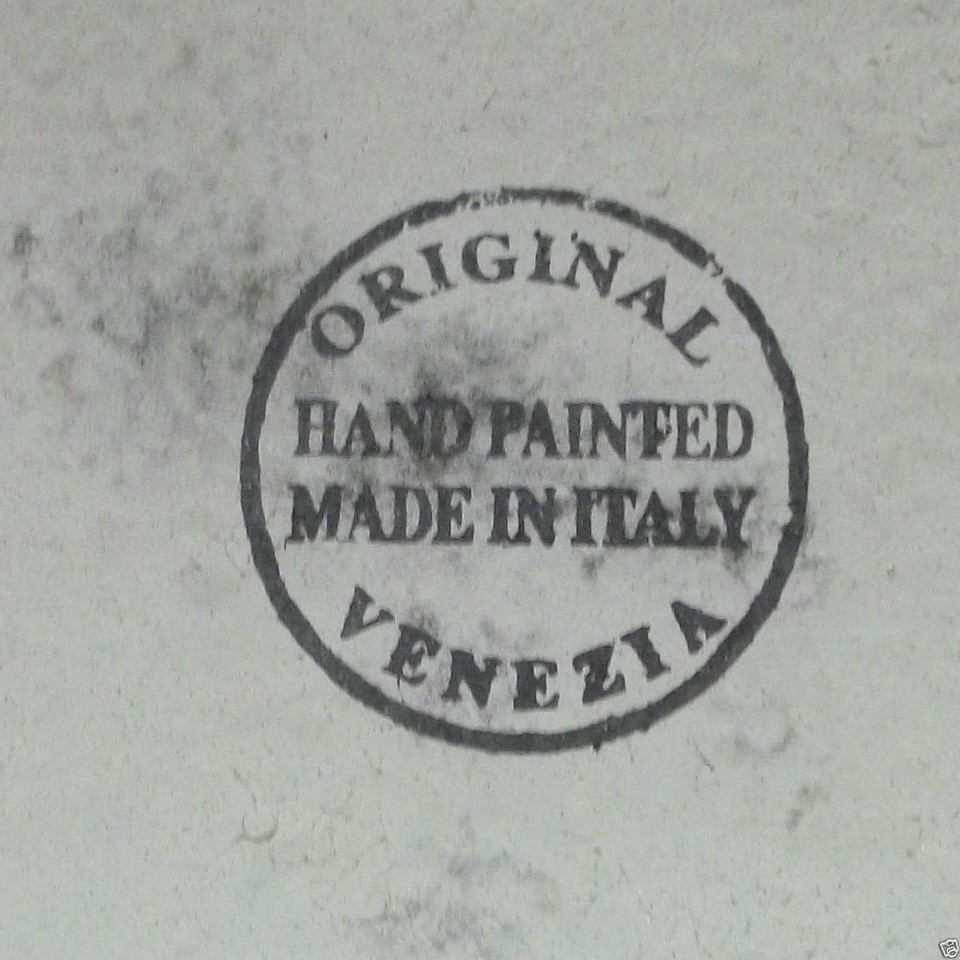 ORIGINAL
HAND PAINTED
MADE IN ITALY
VENEZIA